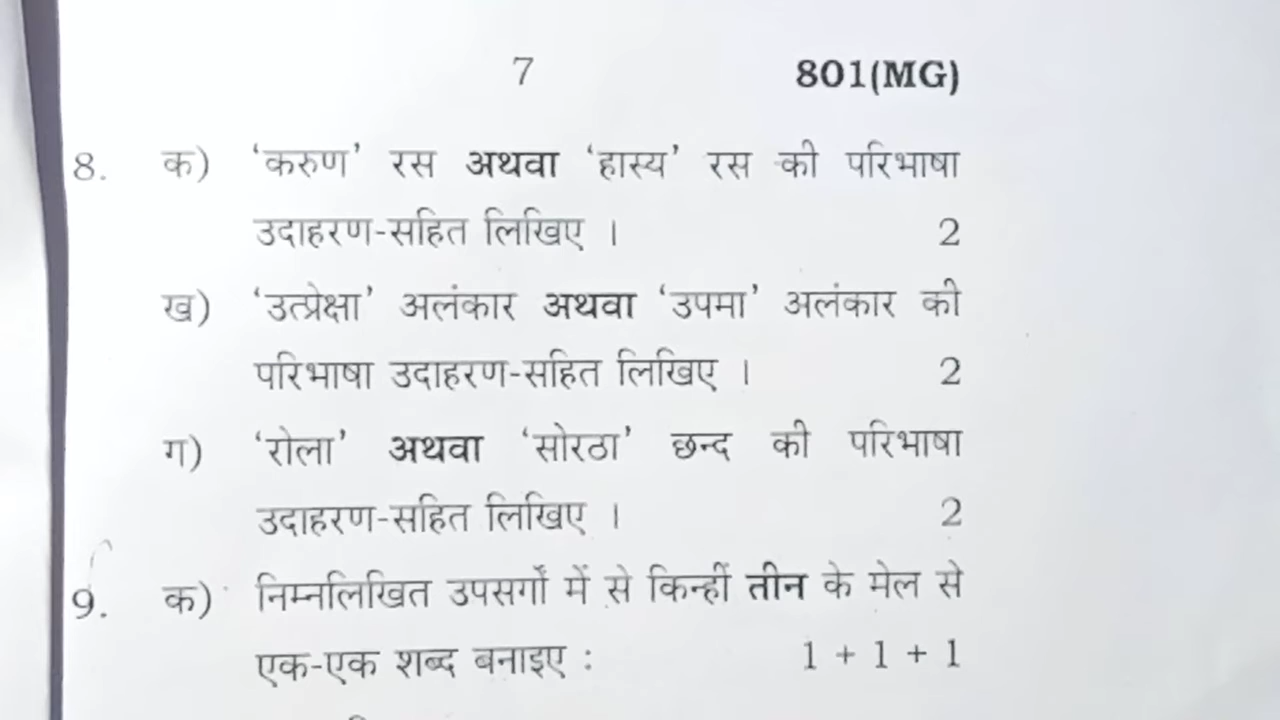 7 801(MG)
8. क) ‘करुण’ रस अथवा ‘हास्य’ रस की परिभाषा
उदाहरण-सहित लिखिए । 2
ख) ‘उत्प्रेक्षा’ अलंकार अथवा ‘उपमा’ अलंकार की
परिभाषा उदाहरण-सहित लिखिए । 2
ग) ‘रोला’ अथवा ‘सोरठा’ छन्द की परिभाषा
उदाहरण-सहित लिखिए । 2
9. क) निम्नलिखित उपसर्गों में से किन्हीं तीन के मेल से
एक-एक शब्द बनाइए : 1 + 1 + 1